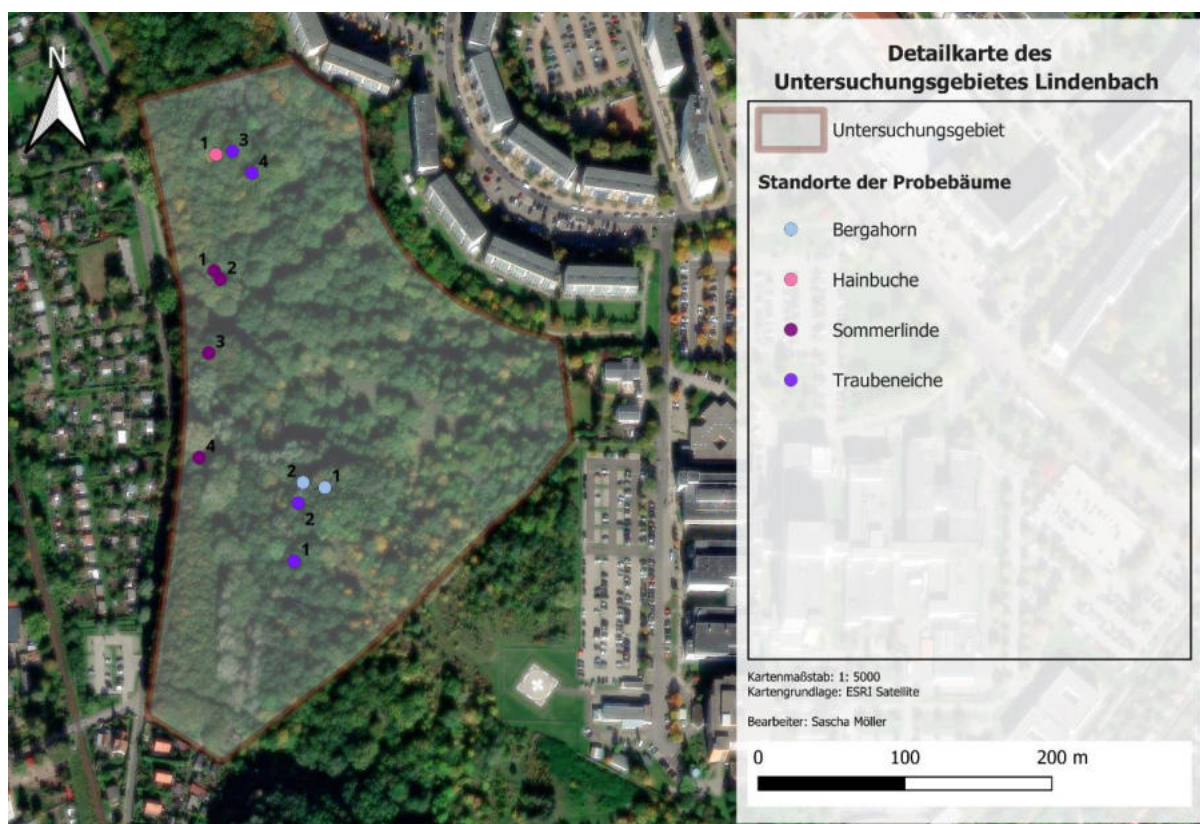 N
1
3
4
1
2
3
4
2
1
2
1
Detailkarte des
Untersuchungsgebietes Lindenbach
Untersuchungsgebiet
Standorte der Probebäume
Bergahorn
Hainbuche
Sommerlinde
Traubeneiche
Kartenmaßstab: 1: 5000
Kartengrundlage: ESRI Satellite
Bearbeiter: Sascha Möller
0 100 200 m